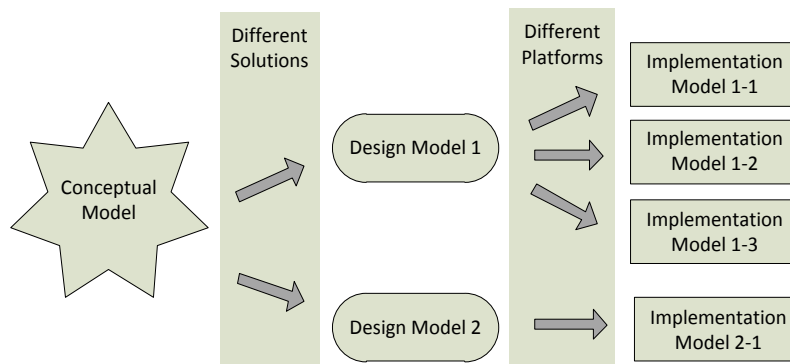 Different
Solutions
Different
Platforms
Conceptual
Model
Design Model 1
Design Model 2
Implementation
Model 1-1
Implementation
Model 1-2
Implementation
Model 1-3
Implementation
Model 2-1